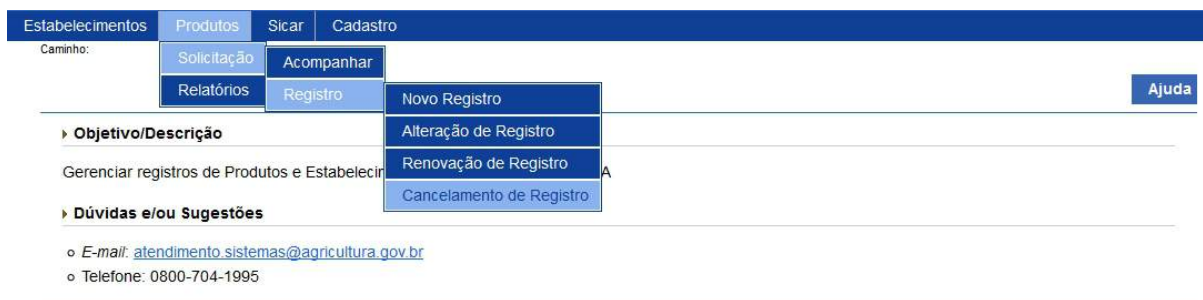 Estabelecimentos Produtos Sicar Cadastro
Caminho:
Solicitação Acompanhar
Relatórios Registro Novo Registro Ajuda
Objetivo/Descrição Alteração de Registro
Gerenciar registros de Produtos e Renovação de Registro A
Cancelamento de Registro
Dúvidas e/ou Sugestões
E-mail: atendimento.sistemas@agricultura.gov.br
Telefone: 0800-704-1995